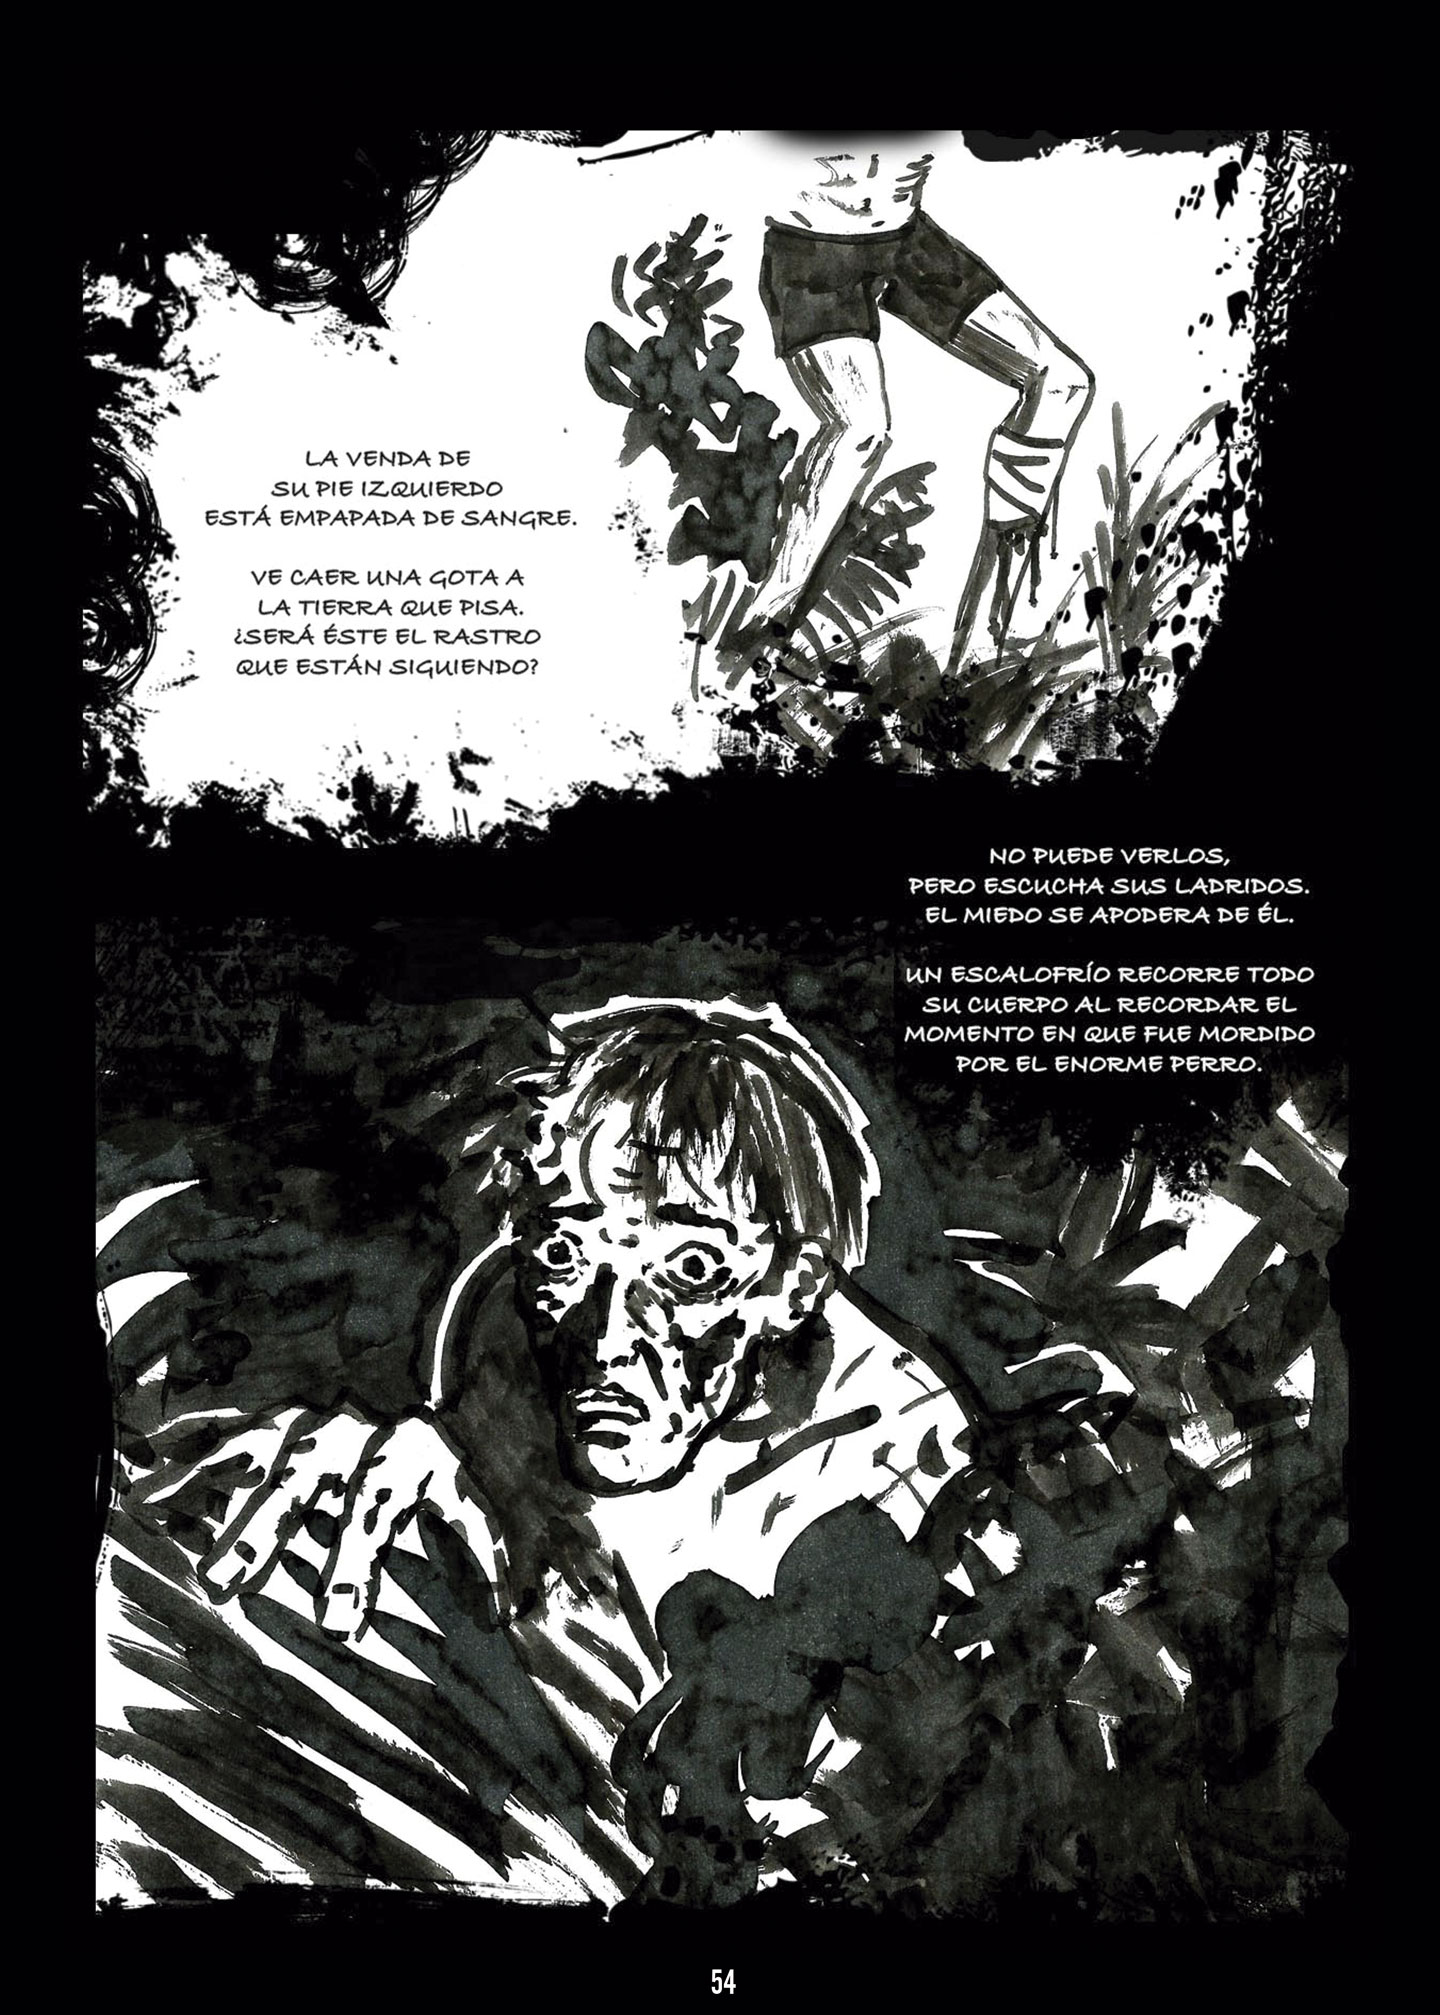 LA VENDA DE
SU PIE IZQUIERDO
ESTÁ EMPAPADA DE SANGRE.
VE CAER UNA GOTA A
LA TIERRA QUE PISA.
¿SERÁ ÉSTE EL RASTRO
QUE ESTÁN SIGUIENDO?
NO PUEDE VERLOS,
PERO ESCUCHA SUS LADRIDOS.
EL MIEDO SE APODERA DE ÉL.
UN ESCALOFRÍO RECORRE TODO
SU CUERPO AL RECORDAR EL
MOMENTO EN QUE FUE MORDIDO
POR EL ENORME PERRO.
54